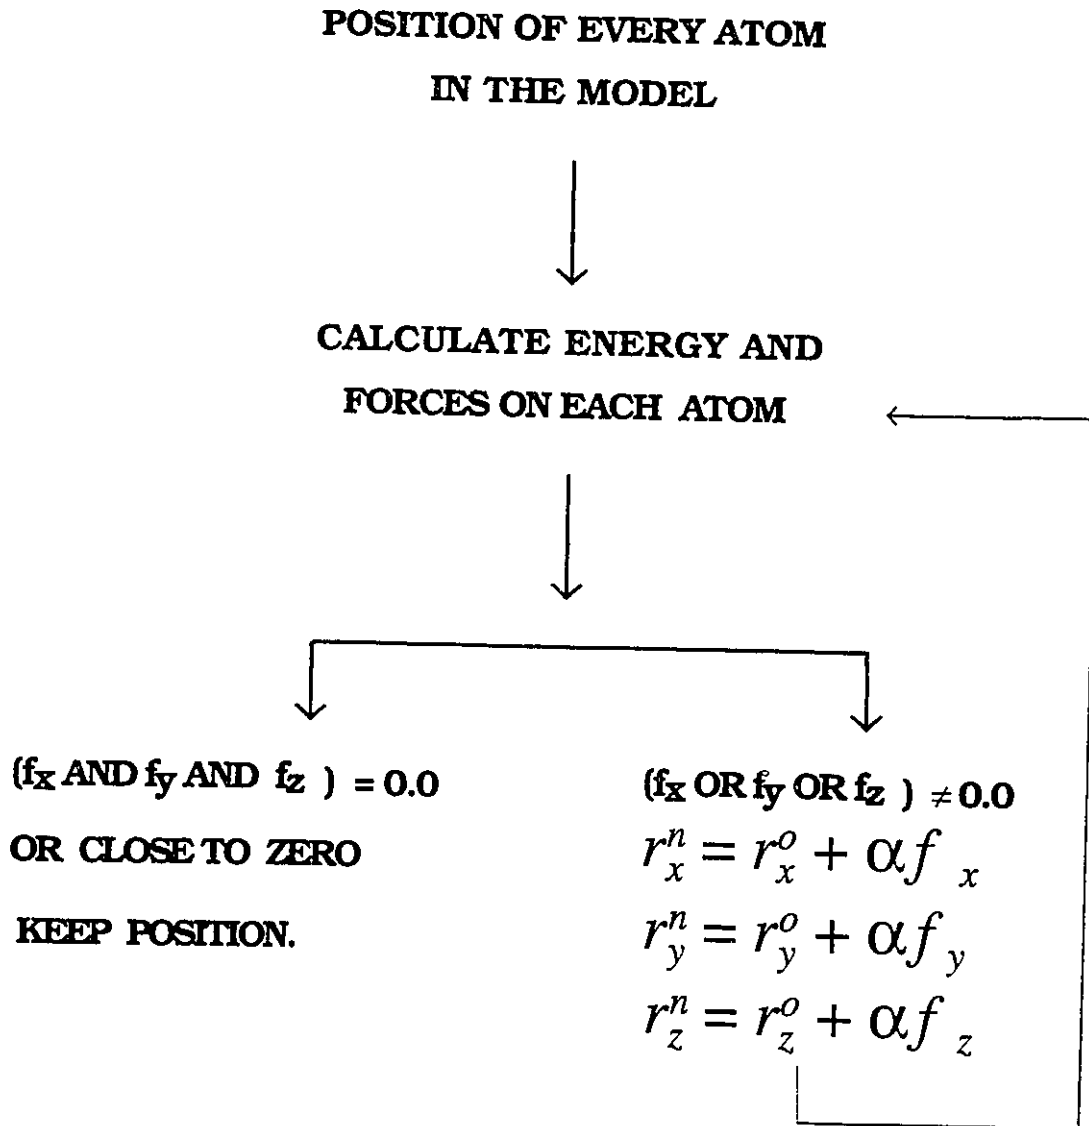 POSITION OF EVERY ATOM
IN THE MODEL
CALCULATE ENERGY AND
FORCES ON EACH ATOM
(fx AND fy AND fz ) = 0.0
OR CLOSE TO ZERO
KEEP POSITION.
(fx OR fy OR fz ) ≠ 0.0
r_x^n = r_x^o + αf_x
r_y^n = r_y^o + αf_y
r_z^n = r_z^o + αf_z